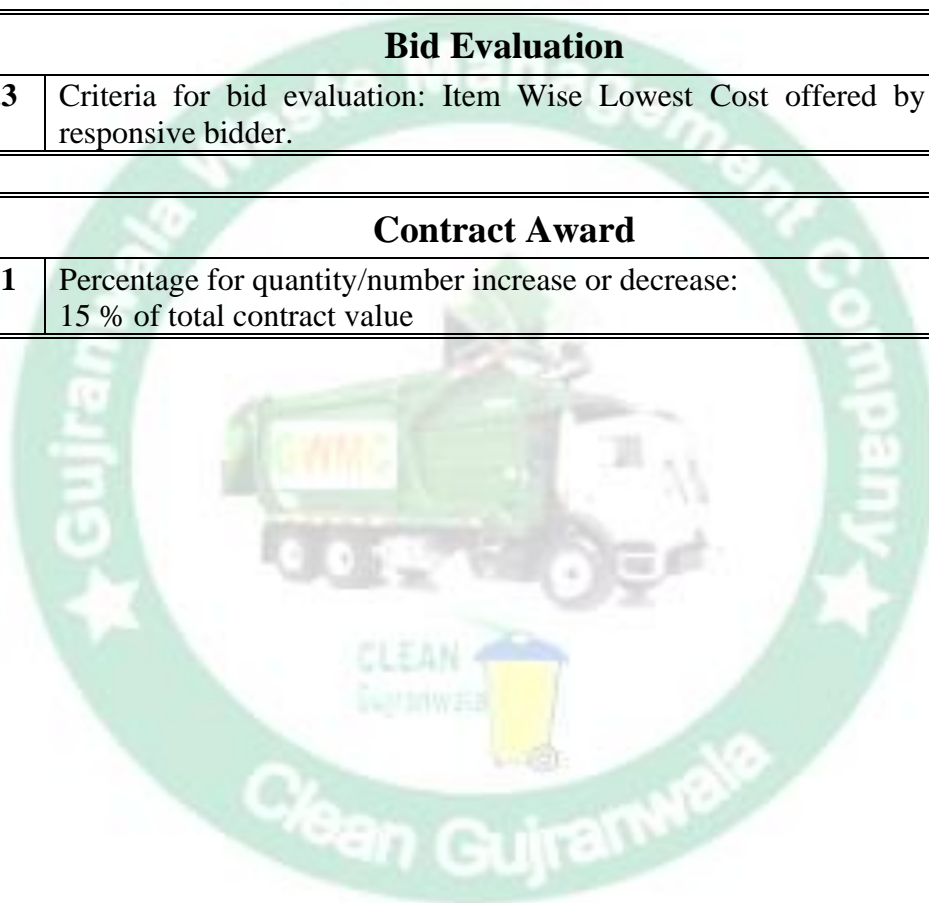 Bid Evaluation
3 Criteria for bid evaluation: Item Wise Lowest Cost offered by
responsive bidder.
Contract Award
1 Percentage for quantity/number increase or decrease:
15 % of total contract value
Gujranwala Waste Management Company
GWMC
CLEAN
Gujranwala
Clean Gujranwala